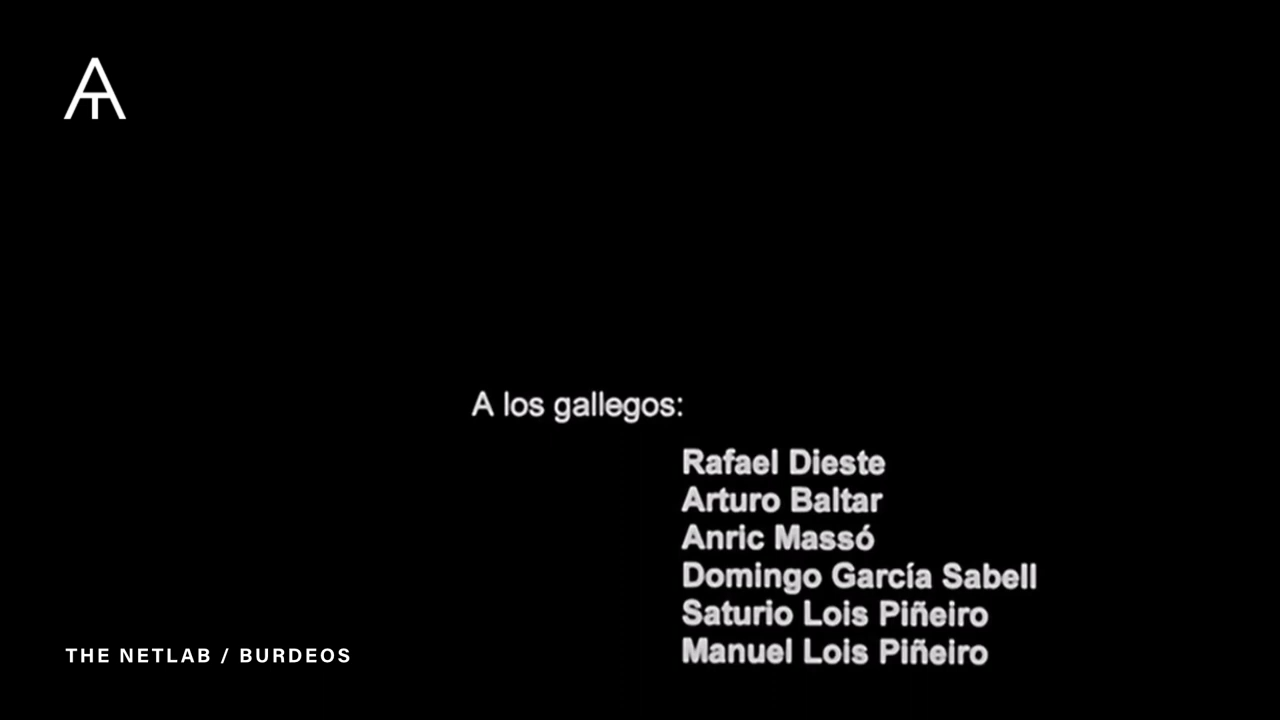 A los gallegos:
Rafael Dieste
Arturo Baltar
Anric Massó
Domingo García Sabell
Saturio Lois Piñeiro
Manuel Lois Piñeiro
THE NETLAB / BURDEOS